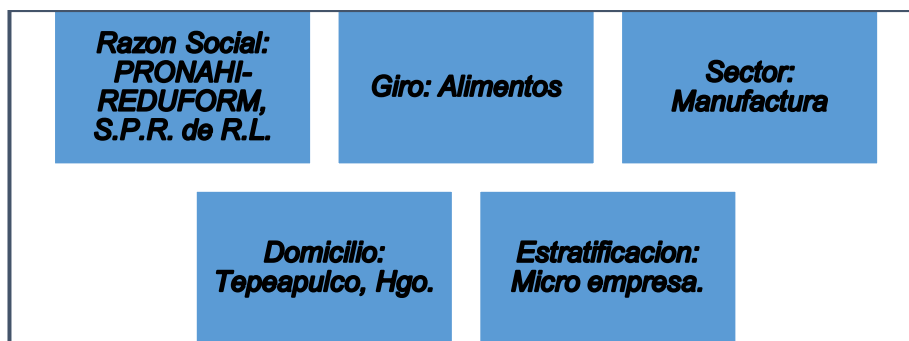 Razon Social:
PRONAHI-
REDUFORM,
S.P.R. de R.L.
Giro: Alimentos
Sector:
Manufactura
Domicilio:
Tepeapulco, Hgo.
Estratificacion:
Micro empresa.